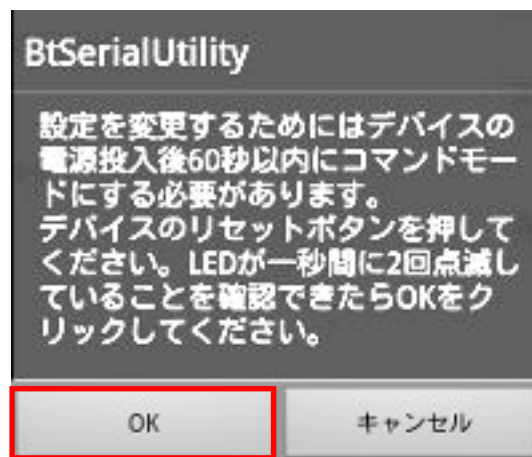 BtSerialUtility
設定を変更するためにはデバイスの
電源投入後60秒以内にコマンドモー
ドにする必要があります。
デバイスのリセットボタンを押して
ください。LEDが一秒間に2回点滅し
ていることを確認できたらOKをク
リックしてください。
OK
キャンセル